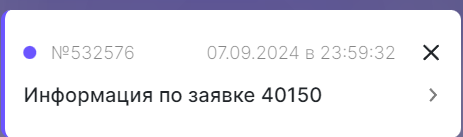 №532576 07.09.2024 в 23:59:32
Информация по заявке 40150